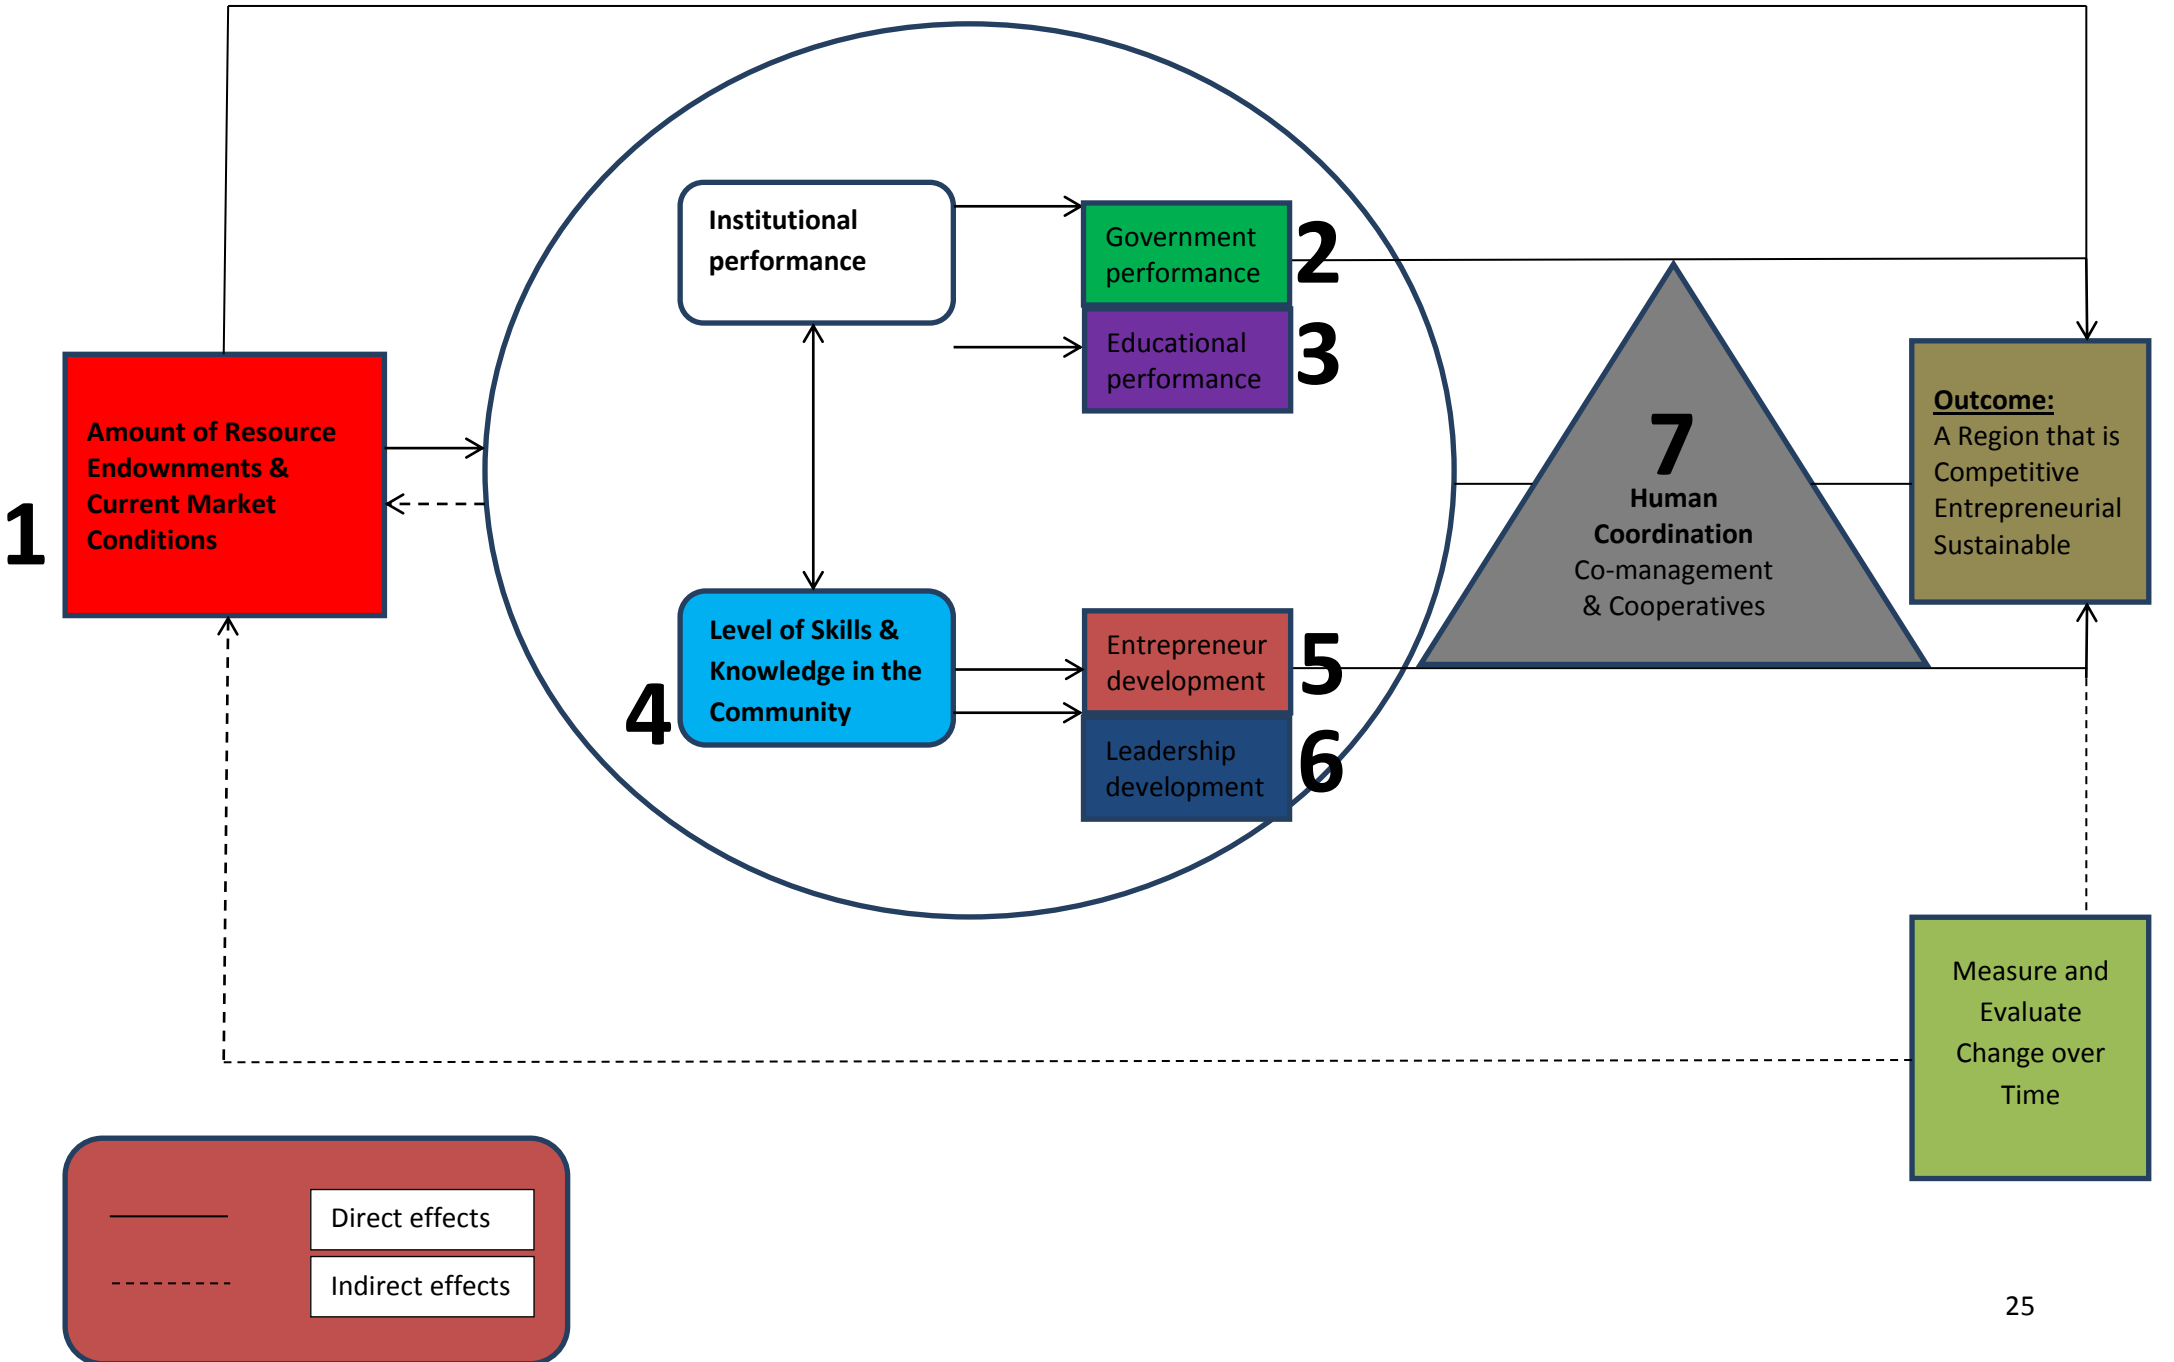 Institutional
performance
Government
performance
2
Educational
performance
3
1
Amount of Resource
Endownments &
Current Market
Conditions
4
Level of Skills &
Knowledge in the
Community
Entrepreneur
development
5
Leadership
development
6
7
Human
Coordination
Co-management
& Cooperatives
Outcome:
A Region that is
Competitive
Entrepreneurial
Sustainable
Measure and
Evaluate
Change over
Time
Direct effects
Indirect effects
25